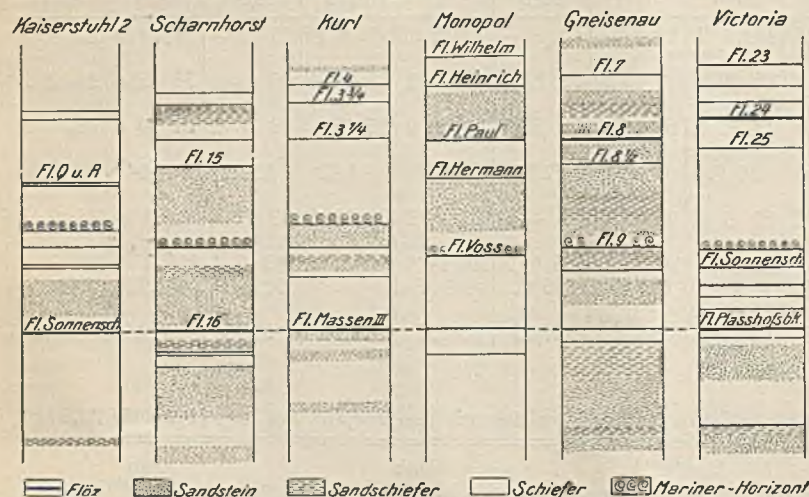 Kaiserstuhl 2 Scharnhorst Kurl Monopol Gneisenau Victoria
Fl. Wilhelm
Fl. 7
Fl. 23
Fl. 4
Fl. Heinrich
Fl. 3 3/4
Fl. 24
Fl. 3 1/4
Fl. Paul
Fl. 8
Fl. 25
Fl. 15
Fl. 8 1/2
Fl. Q u. A
Fl. Hermann
Fl. Voss
Fl. 9
Fl. Sonnensch.
Fl. Sonnensch.
Fl. 16
Fl. Massen III
Fl. Plasshofsbk.
Flöz Sandstein Sandschiefer Schiefer Mariner-Horizont